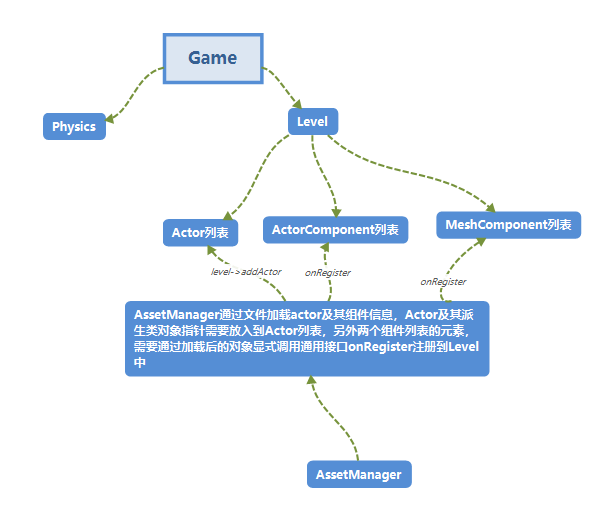 Game
Physics
Level
Actor列表
ActorComponent列表
MeshComponent列表
level->addActor
onRegister
onRegister
AssetManager通过文件加载actor及其组件信息，Actor及其派
生类对象指针需要放入到Actor列表，另外两个组件列表的元素，
需要通过加载后的对象显式调用通用接口onRegister注册到Level
中
AssetManager